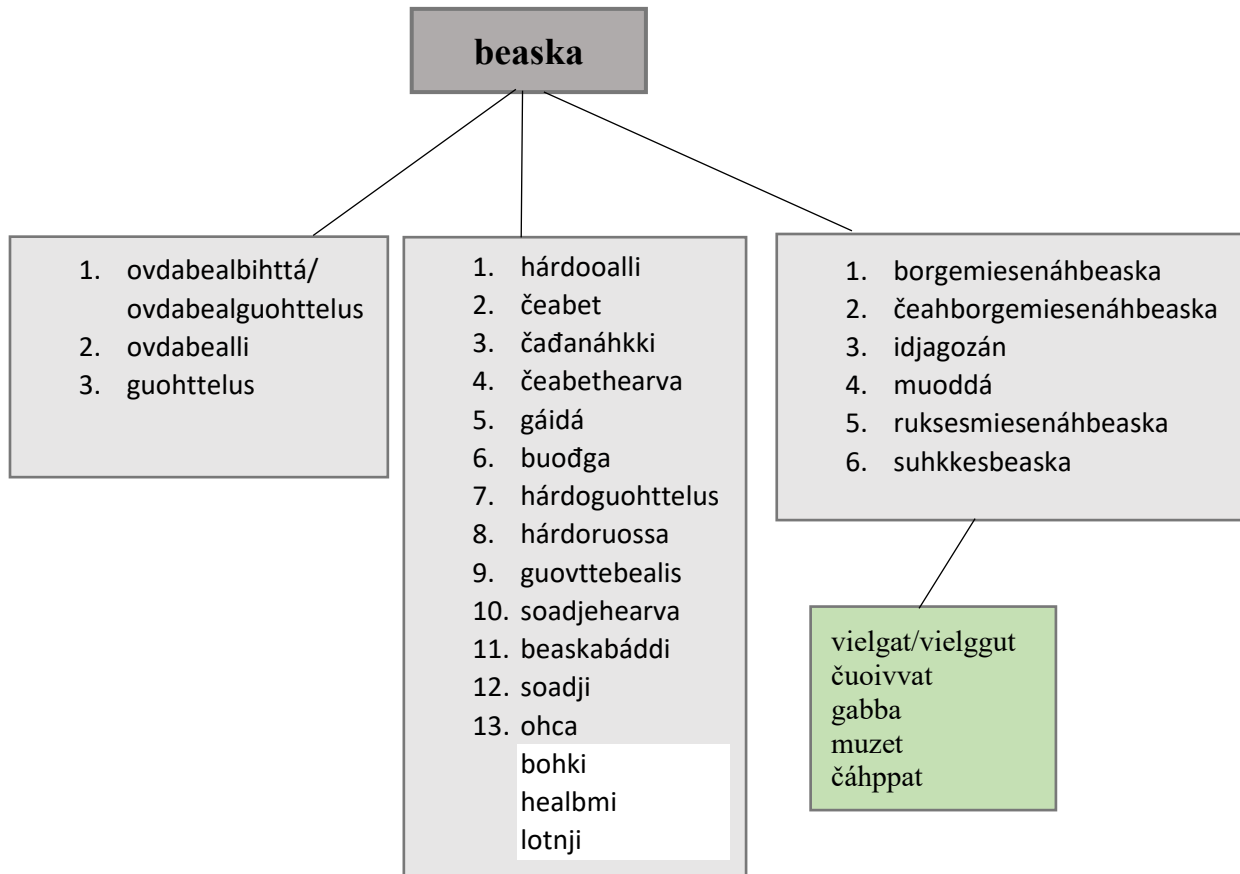 beaska
1. ovdabealbihttá/
ovdabealguohttelus
2. ovdabealli
3. guohttelus
1. hárdooalli
2. čeabet
3. čađanáhkki
4. čeabethearva
5. gáidá
6. buođga
7. hárdoguohttelus
8. hárdoruossa
9. guovttebealis
10. soadjehearva
11. beaskabáddi
12. soadji
13. ohca
bohki
healbmi
lotnji
1. borgemiesenáhbeaska
2. čeahborgemiesenáhbeaska
3. idjagozán
4. muoddá
5. ruksesmiesenáhbeaska
6. suhkkesbeaska
vielgat/vielggut
čuoivvat
gabba
muzet
čáhppat